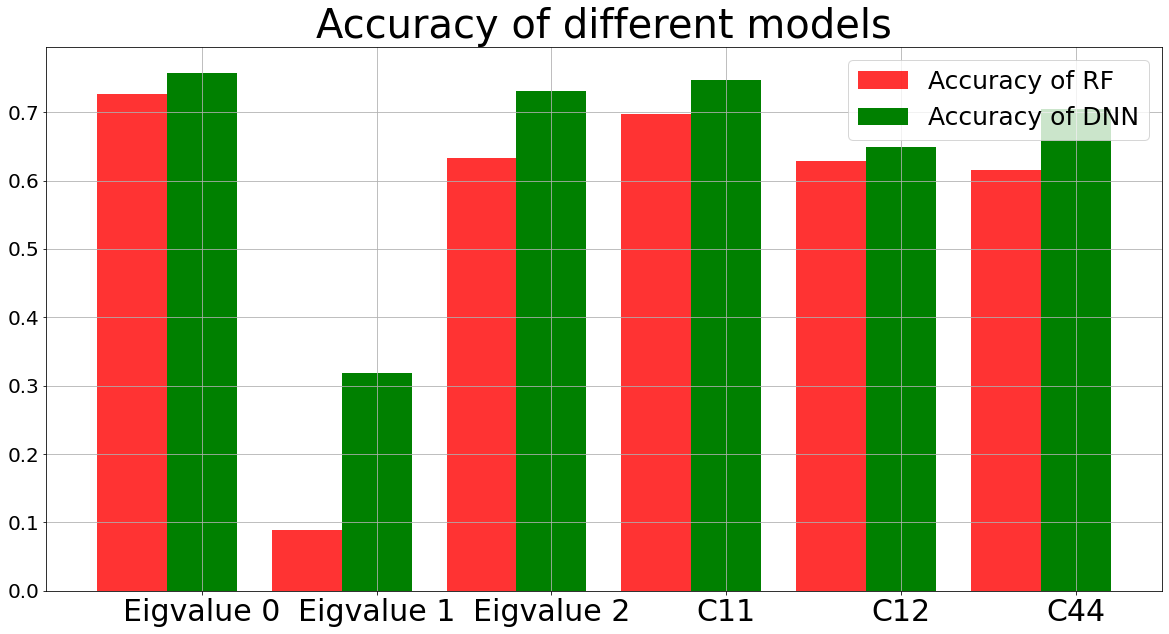 Accuracy of different models
Accuracy of RF
Accuracy of DNN
0.7
0.6
0.5
0.4
0.3
0.2
0.1
0.0
Eigvalue 0 Eigvalue 1 Eigvalue 2 C11 C12 C44